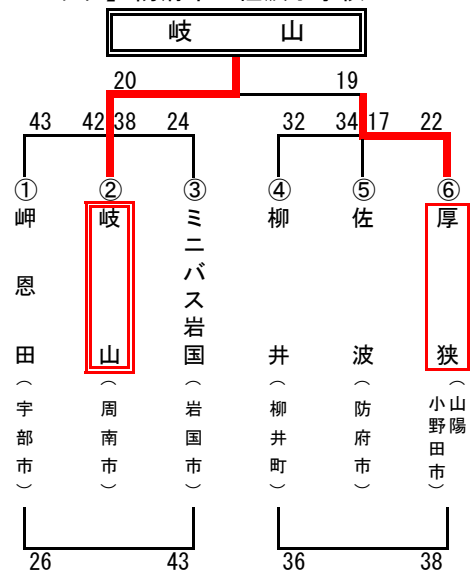 岐山
20 19
43 42 38 24 32 34 17 22
① ② ③ ④ ⑤ ⑥
岬恩田(宇部市)
岐山(周南市)
ミニバス岩国(岩国市)
柳井(柳井町)
佐波(防府市)
厚狭(山陽小野田市)
26 43 36 38